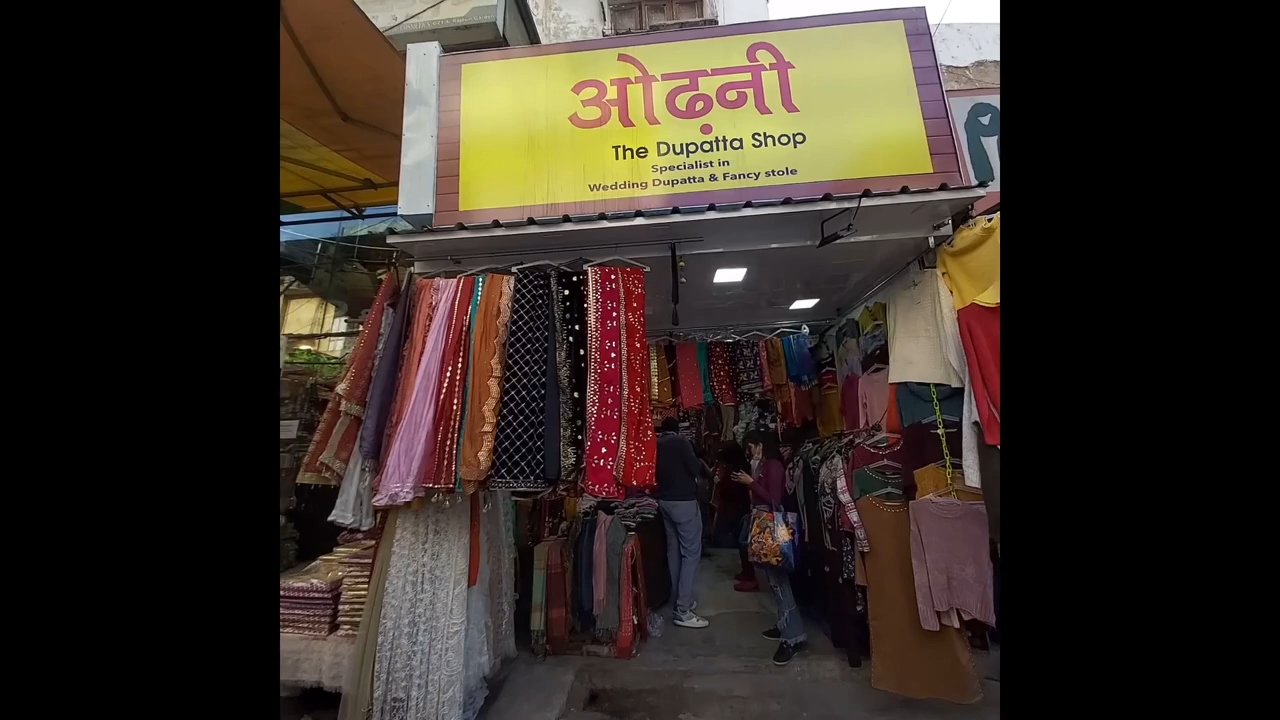 ओढ़नी
The Dupatta Shop
Specialist in
Wedding Dupatta & Fancy stole